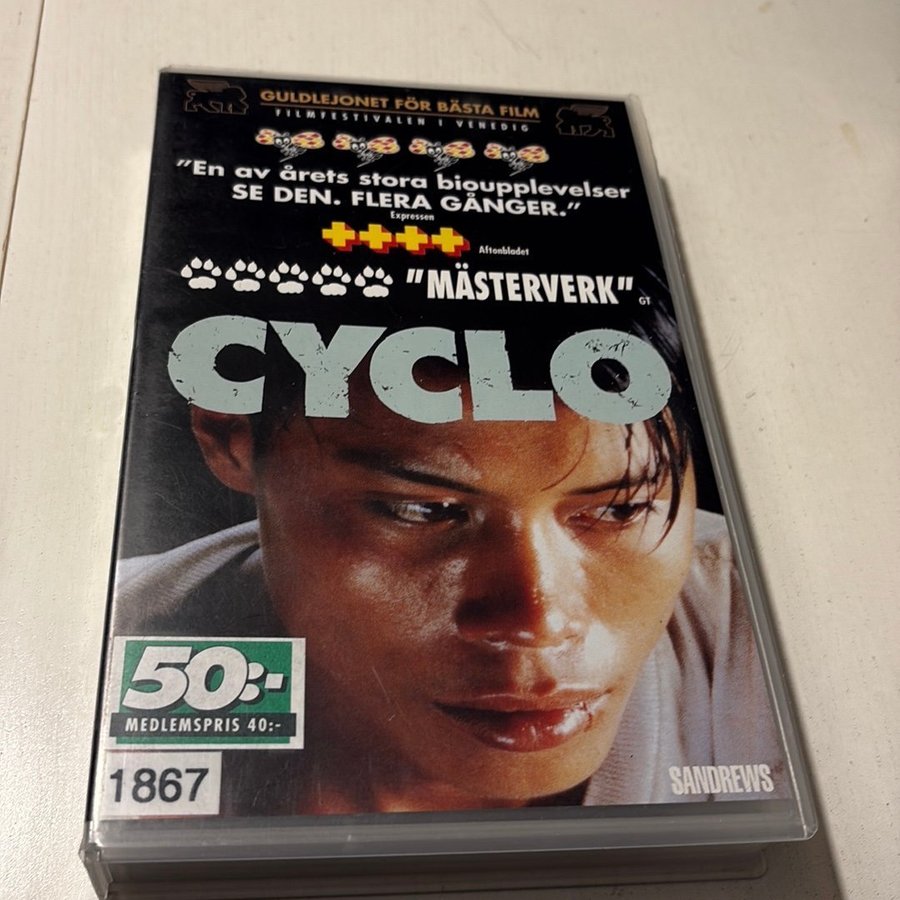 GULDLEJONET FÖR BÄSTA FILM
FILMFESTIVALEN I VENEDIG
"En av årets stora bioupplevelser
SE DEN. FLERA GÅNGER."
Expressen
Aftonbladet
"MÄSTERVERK" GT
CYCLO
50:-
MEDLEMSPRIS 40:-
1867
SANDREWS